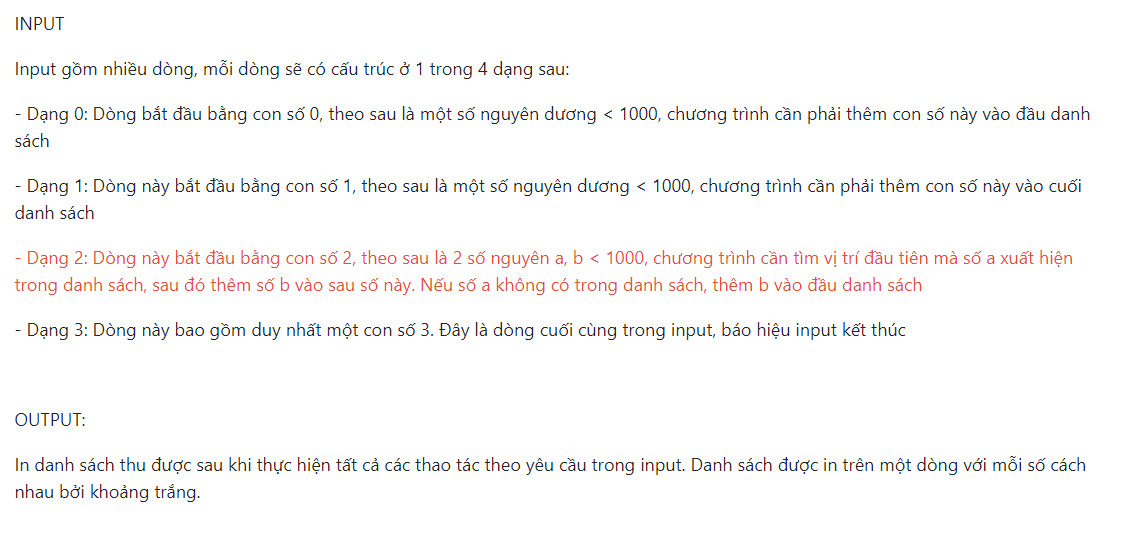 INPUT
Input gồm nhiều dòng, mỗi dòng sẽ có cấu trúc ở 1 trong 4 dạng sau:
- Dạng 0: Dòng bắt đầu bằng con số 0, theo sau là một số nguyên dương < 1000, chương trình cần phải thêm con số này vào đầu danh
sách
- Dạng 1: Dòng này bắt đầu bằng con số 1, theo sau là một số nguyên dương < 1000, chương trình cần phải thêm con số này vào cuối
danh sách
- Dạng 2: Dòng này bắt đầu bằng con số 2, theo sau là 2 số nguyên a, b < 1000, chương trình cần tìm vị trí đầu tiên mà số a xuất hiện
trong danh sách, sau đó thêm số b vào sau số này. Nếu số a không có trong danh sách, thêm b vào đầu danh sách
- Dạng 3: Dòng này bao gồm duy nhất một con số 3. Đây là dòng cuối cùng trong input, báo hiệu input kết thúc
OUTPUT:
In danh sách thu được sau khi thực hiện tất cả các thao tác theo yêu cầu trong input. Danh sách được in trên một dòng với mỗi số cách
nhau bởi khoảng trắng.